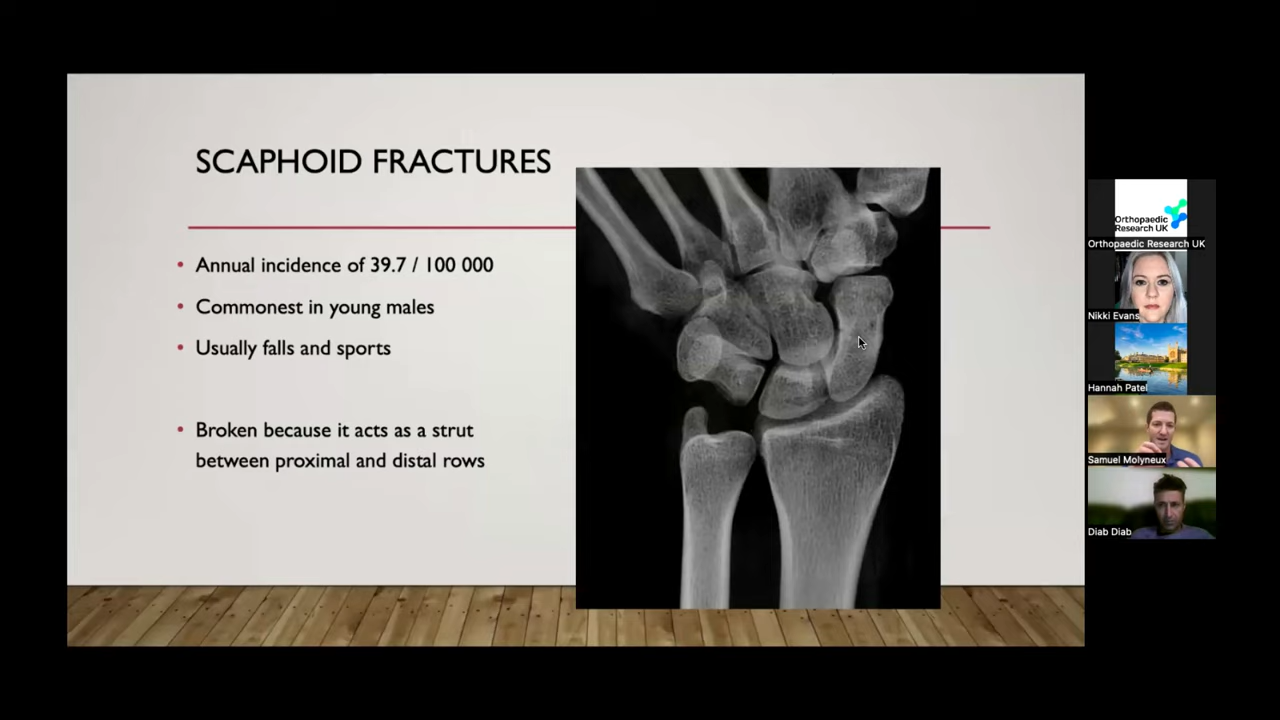 SCAPHOID FRACTURES
• Annual incidence of 39.7 / 100 000
• Commonest in young males
• Usually falls and sports
• Broken because it acts as a strut
between proximal and distal rows
Orthopaedic
Research UK
Orthopaedic Research UK
Nikki Evans
Hannah Patel
Samuel Molyneux
Diab Diab